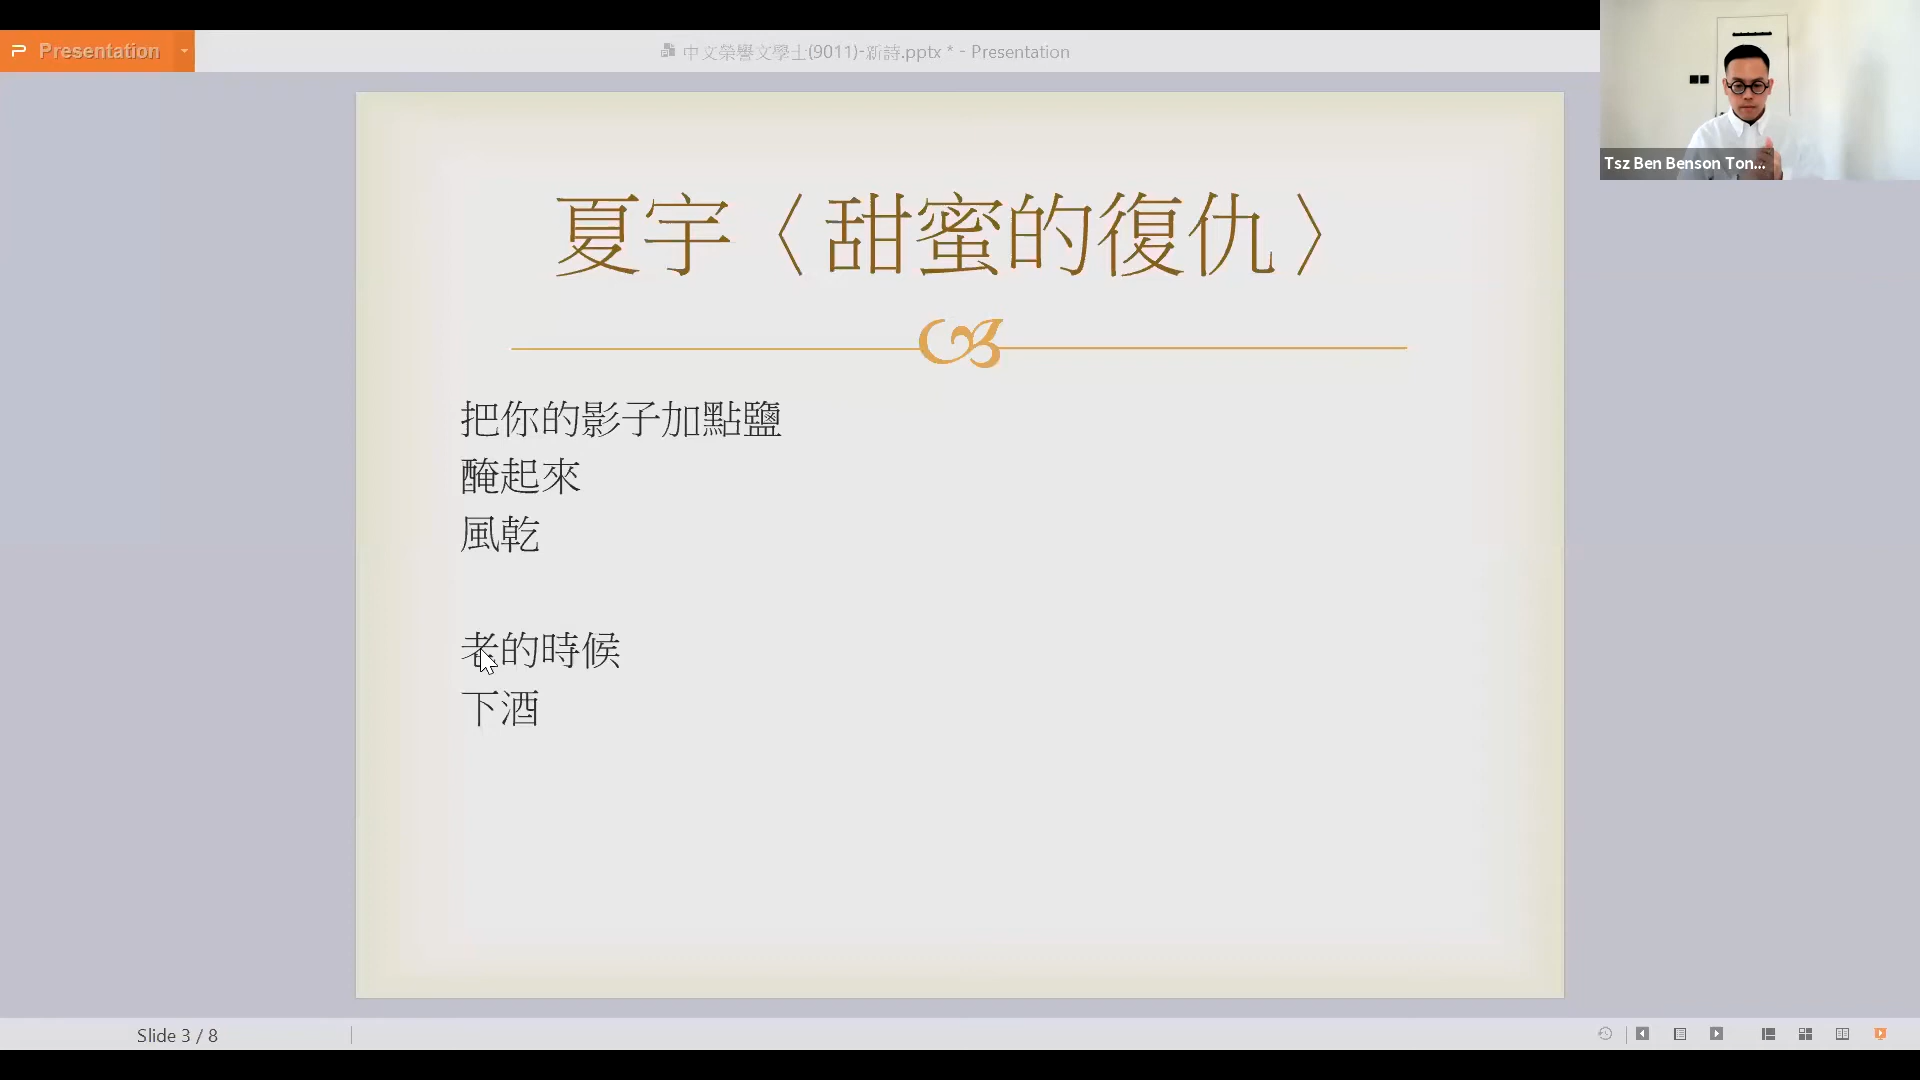 Presentation
中文榮譽文學士(9011)-新詩.pptx * - Presentation
Tsz Ben Benson Ton...
夏宇〈甜蜜的復仇〉
把你的影子加點鹽
醃起來
風乾
老的時候
下酒
Slide 3 / 8